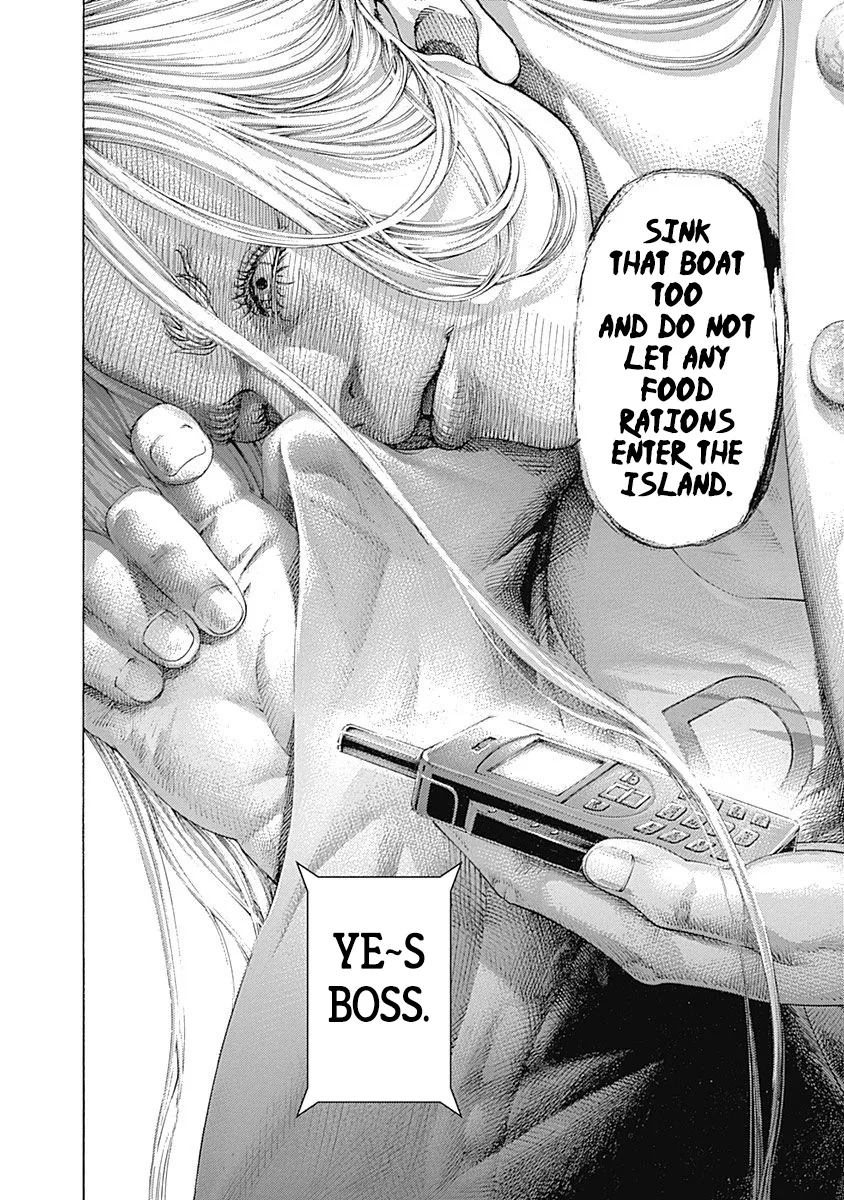 SINK
THAT BOAT
TOO
AND DO NOT
LET ANY
FOOD
RATIONS
ENTER THE
ISLAND.
YE~S
BOSS.